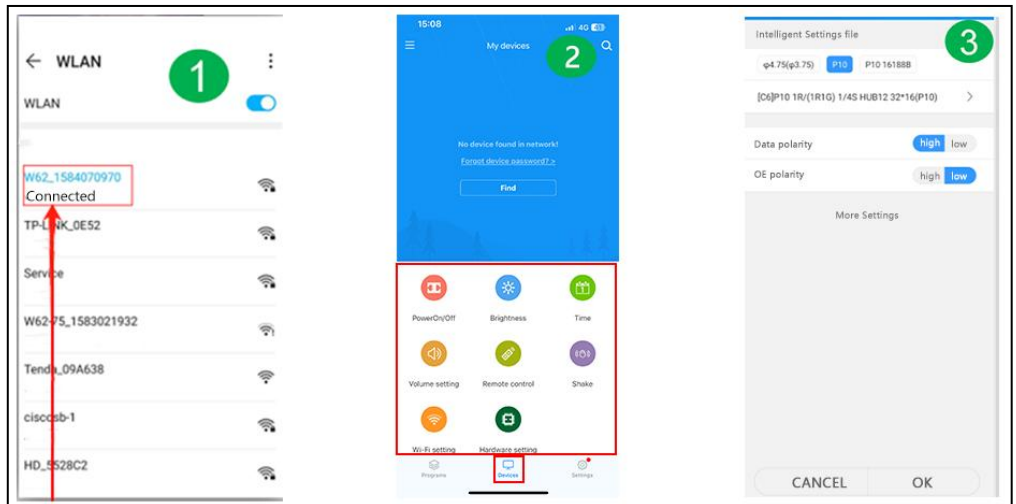 WLAN
1
WLAN
W62_1584070970
Connected
TP-LINK_0E52
Service
W62-75_1583021932
Tenda_09A638
ciscosb-1
HD_5528C2
15:08
4G
My devices
2
No device found in network!
Forgot device password? >
Find
PowerOn/Off
Brightness
Time
Volume setting
Remote control
Shake
Wi-Fi setting
Hardware setting
Programs
Devices
Settings
Intelligent Settings file
3
φ4.75(φ3.75) P10 P10 16188B
[C6]P10 1R/(1R1G) 1/4S HUB12 32*16(P10) >
Data polarity high low
OE polarity high low
More Settings
CANCEL OK